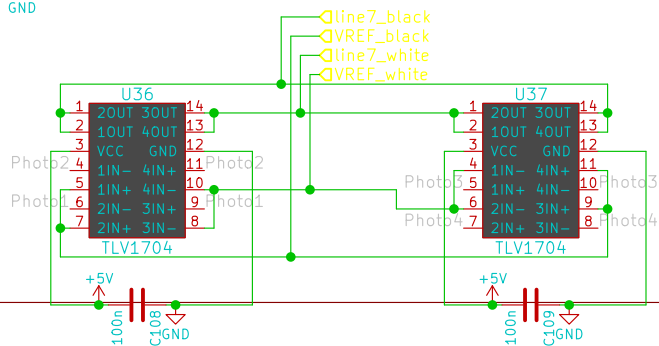 GND
line7_black
VREF_black
line7_white
VREF_white
U36
U37
1 2OUT 3OUT 14
2 1OUT 4OUT 13
3 VCC GND 12
4 1IN- 4IN+ 11
5 1IN+ 4IN- 10
6 2IN- 3IN+ 9
7 2IN+ 3IN- 8
Photo2
Photo2
Photo1
Photo1
TLV1704
1 2OUT 3OUT 14
2 1OUT 4OUT 13
3 VCC GND 12
4 1IN- 4IN+ 11
5 1IN+ 4IN- 10
6 2IN- 3IN+ 9
7 2IN+ 3IN- 8
Photo3
Photo3
Photo4
Photo4
TLV1704
+5V
100n
C108
GND
+5V
100n
C109
GND